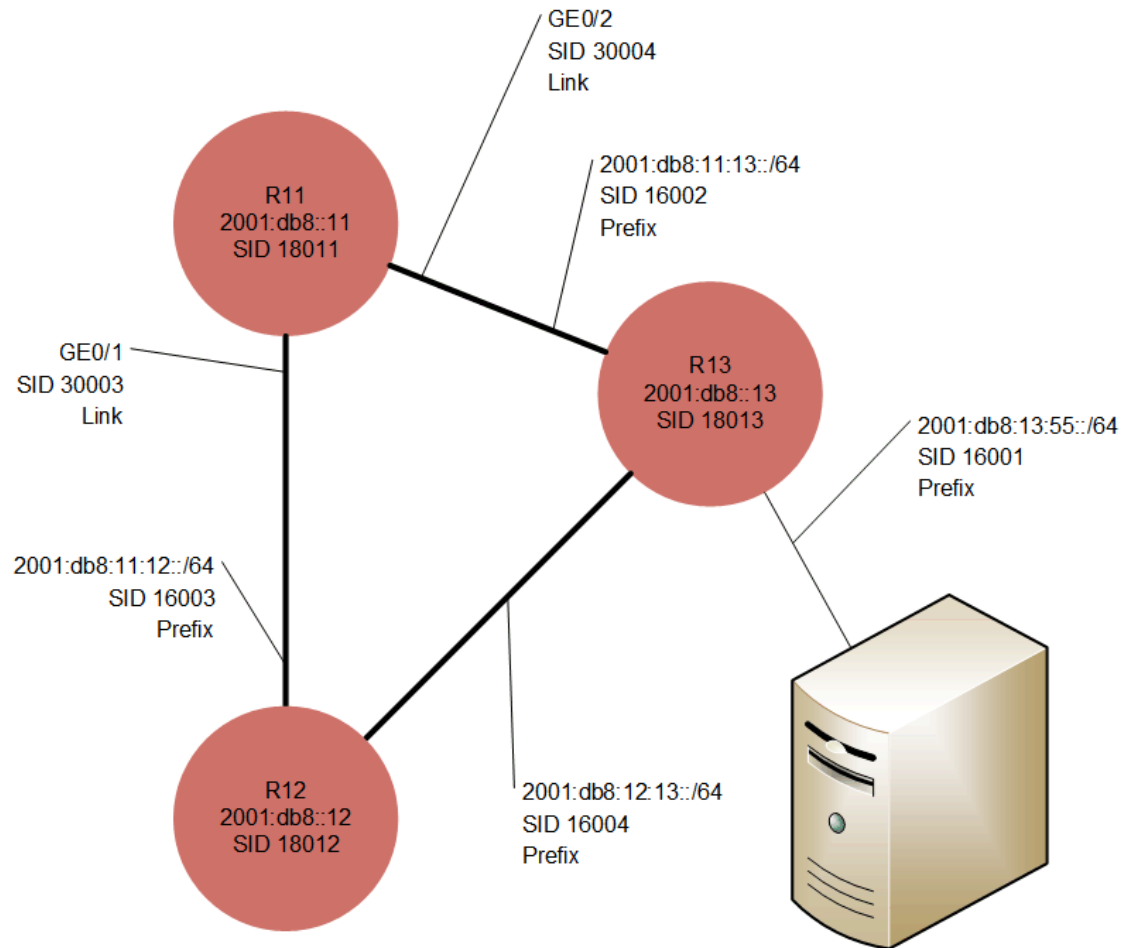 GE0/2
SID 30004
Link
2001:db8:11:13::/64
SID 16002
Prefix
R11
2001:db8::11
SID 18011
GE0/1
SID 30003
Link
R13
2001:db8::13
SID 18013
2001:db8:13:55::/64
SID 16001
Prefix
2001:db8:11:12::/64
SID 16003
Prefix
R12
2001:db8::12
SID 18012
2001:db8:12:13::/64
SID 16004
Prefix